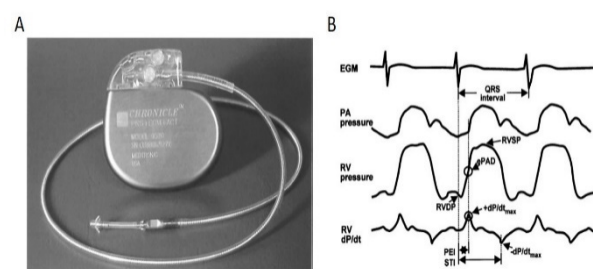 A
CHRONICLE
B
EGM
QRS
interval
PA
pressure
RVSP
ePAD
RV
pressure
RVDP
+dP/dtmax
RV
dP/dt
PEI
STI
-dP/dtmax